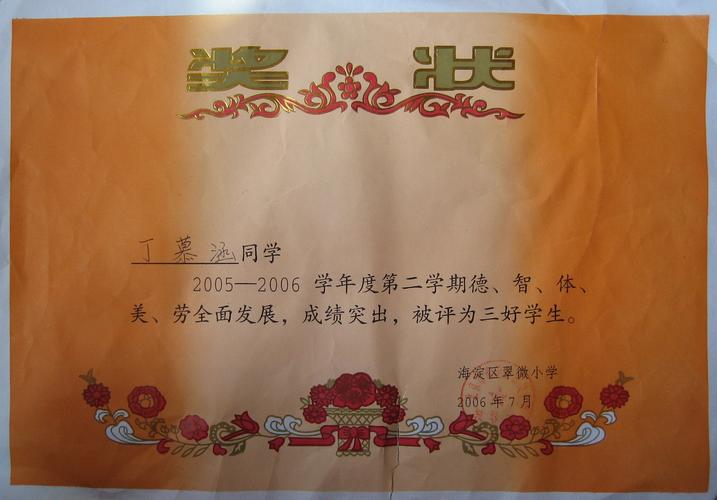 奖 状
丁慕涵同学
2005—2006 学年度第二学期德、智、体、
美、劳全面发展，成绩突出，被评为三好学生。
海淀区翠微小学
2006 年 7 月